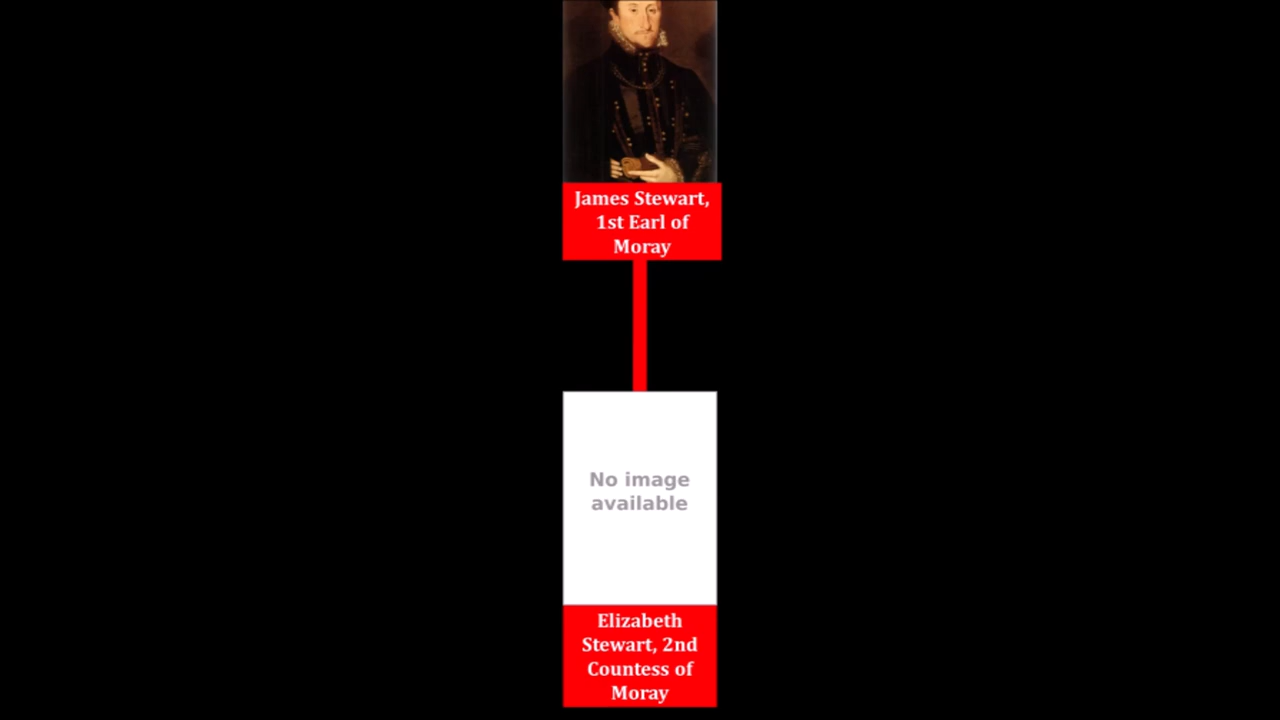 James Stewart,
1st Earl of
Moray
No image
available
Elizabeth
Stewart, 2nd
Countess of
Moray